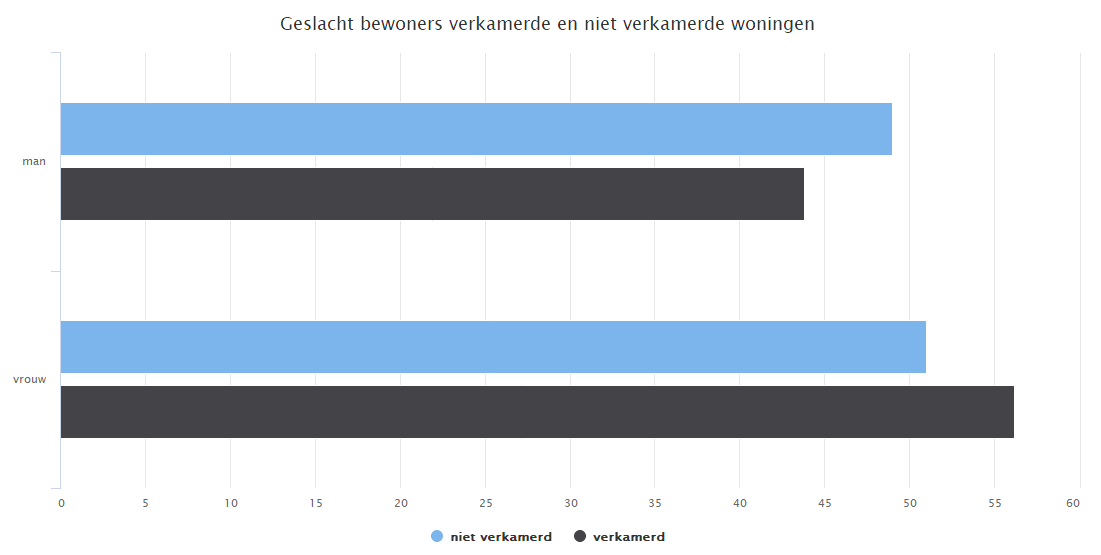 Geslacht bewoners verkamerde en niet verkamerde woningen
man
vrouw
0 5 10 15 20 25 30 35 40 45 50 55 60
niet verkamerd verkamerd